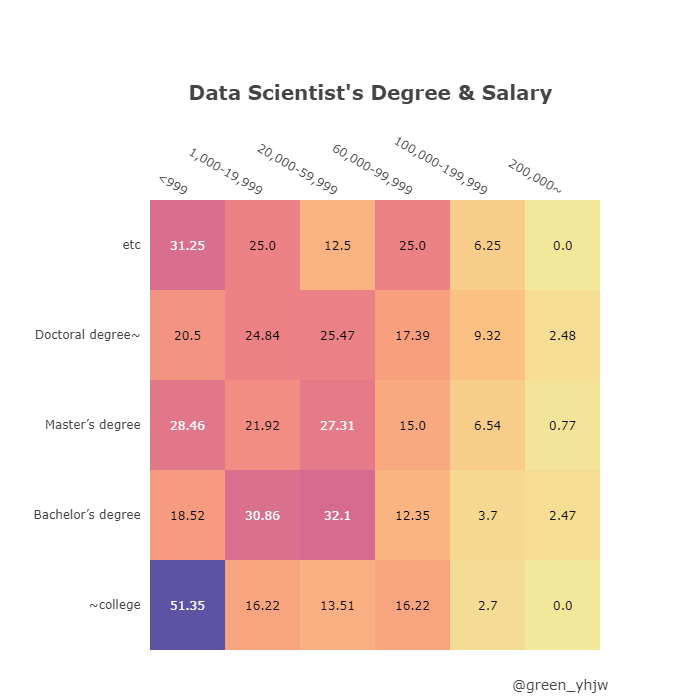 Data Scientist's Degree & Salary
<999 1,000-19,999 20,000-59,999 60,000-99,999 100,000-199,999 200,000~
etc 31.25 25.0 12.5 25.0 6.25 0.0
Doctoral degree~ 20.5 24.84 25.47 17.39 9.32 2.48
Master’s degree 28.46 21.92 27.31 15.0 6.54 0.77
Bachelor’s degree 18.52 30.86 32.1 12.35 3.7 2.47
~college 51.35 16.22 13.51 16.22 2.7 0.0
@green_yhjw